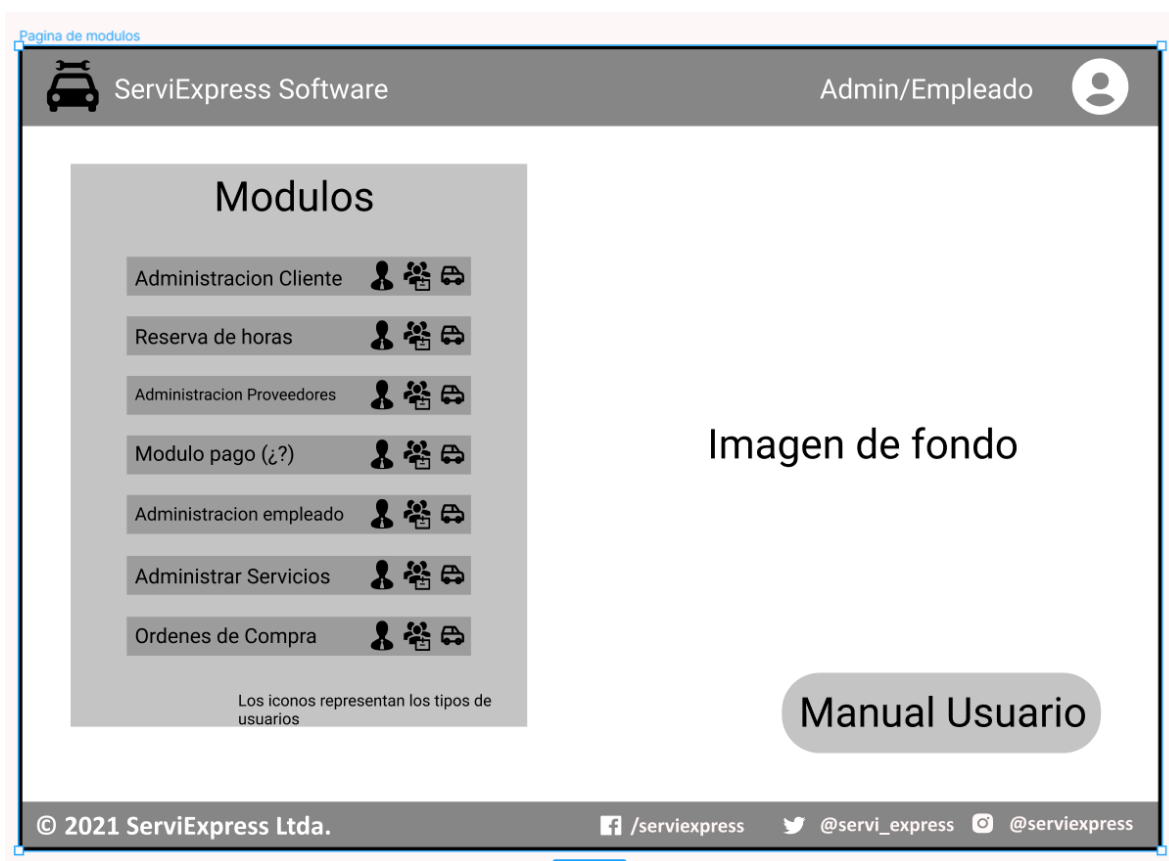 Pagina de modulos
ServiExpress Software
Admin/Empleado
Modulos
Administracion Cliente
Reserva de horas
Administracion Proveedores
Modulo pago (¿?)
Administracion empleado
Administrar Servicios
Ordenes de Compra
Los iconos representan los tipos de
usuarios
Imagen de fondo
Manual Usuario
© 2021 ServiExpress Ltda.
/serviexpress
@servi_express
@serviexpress